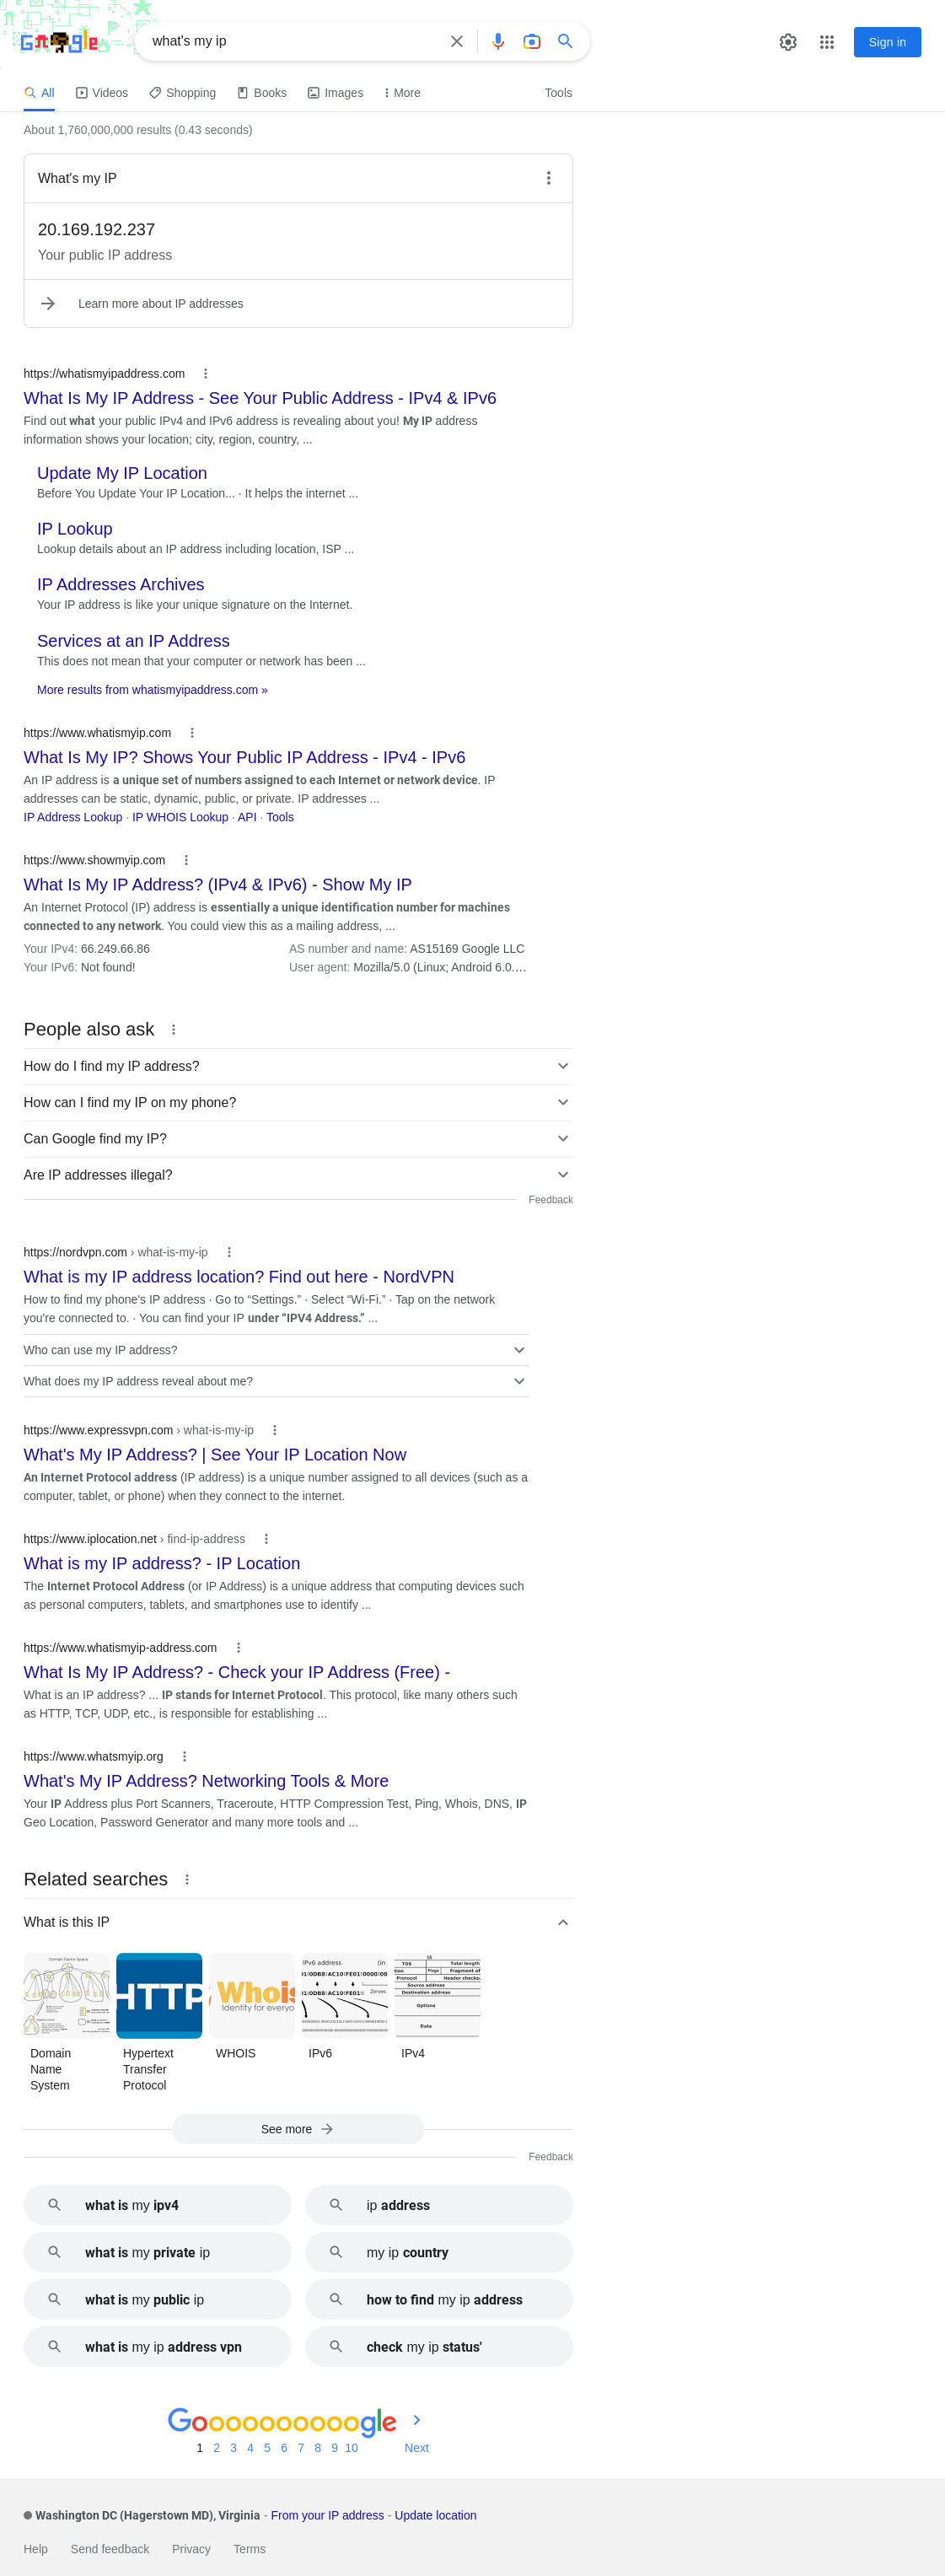 Google
what's my ip
Sign in
All
Videos
Shopping
Books
Images
More
Tools
About 1,760,000,000 results (0.43 seconds)
What's my IP
20.169.192.237
Your public IP address
Learn more about IP addresses
https://whatismyipaddress.com
What Is My IP Address - See Your Public Address - IPv4 & IPv6
Find out what your public IPv4 and IPv6 address is revealing about you! My IP address
information shows your location; city, region, country, ...
Update My IP Location
Before You Update Your IP Location... · It helps the internet ...
IP Lookup
Lookup details about an IP address including location, ISP ...
IP Addresses Archives
Your IP address is like your unique signature on the Internet.
Services at an IP Address
This does not mean that your computer or network has been ...
More results from whatismyipaddress.com »
https://www.whatismyip.com
What Is My IP? Shows Your Public IP Address - IPv4 - IPv6
An IP address is a unique set of numbers assigned to each Internet or network device. IP
addresses can be static, dynamic, public, or private. IP addresses ...
IP Address Lookup · IP WHOIS Lookup · API · Tools
https://www.showmyip.com
What Is My IP Address? (IPv4 & IPv6) - Show My IP
An Internet Protocol (IP) address is essentially a unique identification number for machines
connected to any network. You could view this as a mailing address, ...
Your IPv4: 66.249.66.86
AS number and name: AS15169 Google LLC
Your IPv6: Not found!
User agent: Mozilla/5.0 (Linux; Android 6.0....
People also ask
How do I find my IP address?
How can I find my IP on my phone?
Can Google find my IP?
Are IP addresses illegal?
Feedback
https://nordvpn.com › what-is-my-ip
What is my IP address location? Find out here - NordVPN
How to find my phone's IP address · Go to “Settings.” · Select “Wi-Fi.” · Tap on the network
you're connected to. · You can find your IP under “IPV4 Address.” ...
Who can use my IP address?
What does my IP address reveal about me?
https://www.expressvpn.com › what-is-my-ip
What's My IP Address? | See Your IP Location Now
An Internet Protocol address (IP address) is a unique number assigned to all devices (such as a
computer, tablet, or phone) when they connect to the internet.
https://www.iplocation.net › find-ip-address
What is my IP address? - IP Location
The Internet Protocol Address (or IP Address) is a unique address that computing devices such
as personal computers, tablets, and smartphones use to identify ...
https://www.whatismyip-address.com
What Is My IP Address? - Check your IP Address (Free) -
What is an IP address? ... IP stands for Internet Protocol. This protocol, like many others such
as HTTP, TCP, UDP, etc., is responsible for establishing ...
https://www.whatsmyip.org
What's My IP Address? Networking Tools & More
Your IP Address plus Port Scanners, Traceroute, HTTP Compression Test, Ping, Whois, DNS, IP
Geo Location, Password Generator and many more tools and ...
Related searches
What is this IP
Domain Name Space
HTTP
Whois
Identity for everyo
IPv6 address (in
Zeroes
16
TOS Total length
Flags Fragment of
Protocol Header checksu
Source address
Destination address
Options
Data
Domain
Name
System
Hypertext
Transfer
Protocol
WHOIS
IPv6
IPv4
See more
Feedback
what is my ipv4
ip address
what is my private ip
my ip country
what is my public ip
how to find my ip address
what is my ip address vpn
check my ip status'
Goooooooooogle
1 2 3 4 5 6 7 8 9 10 Next
Washington DC (Hagerstown MD), Virginia - From your IP address - Update location
Help
Send feedback
Privacy
Terms